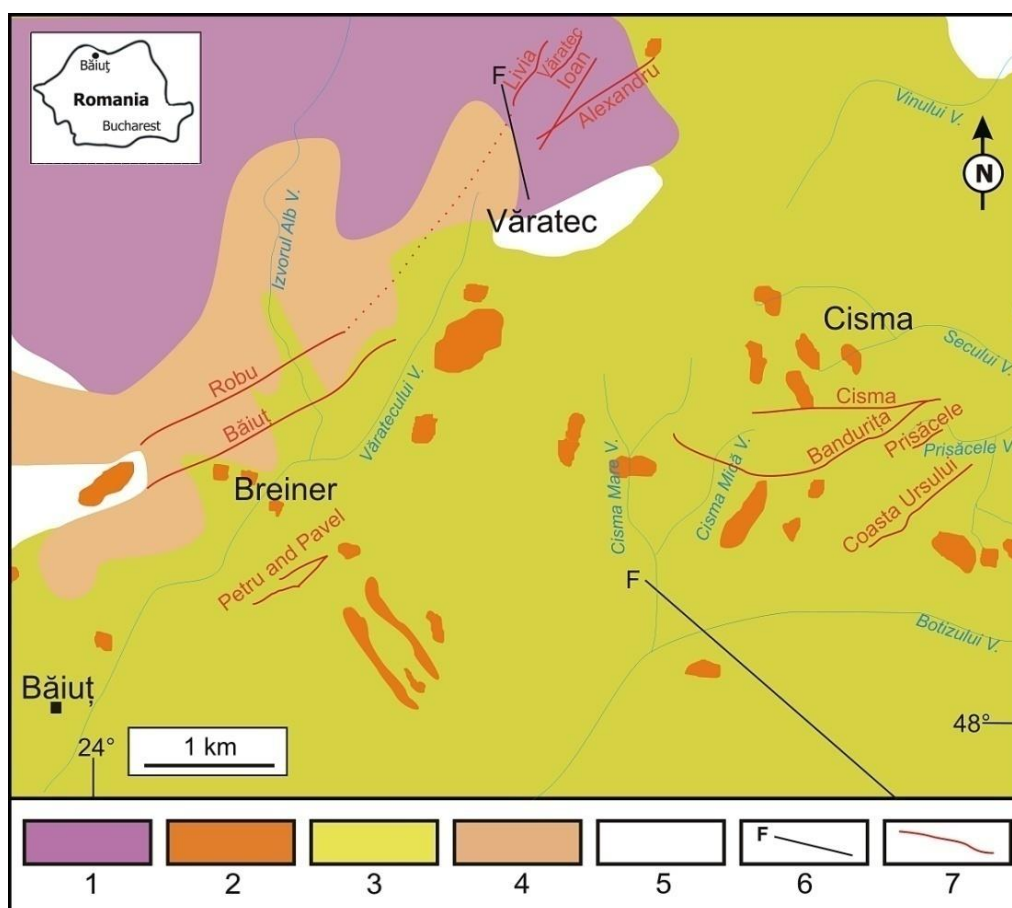 Băiuţ
Romania
Bucharest
F
Livia
Văratec
Ioan
Alexandru
Vinului V.
N
Văratec
Izvorul Alb V.
Cisma
Secului V.
Robu
Băiuţ
Văratecului V.
Cisma
Bandurița
Prisăcele
Prisăcele V
Breiner
Cisma Mare V.
Cisma Mică V.
Coasta Ursului
Petru and Pavel
F
Botizului V.
Băiuț
24°
1 km
48°
F
1 2 3 4 5 6 7